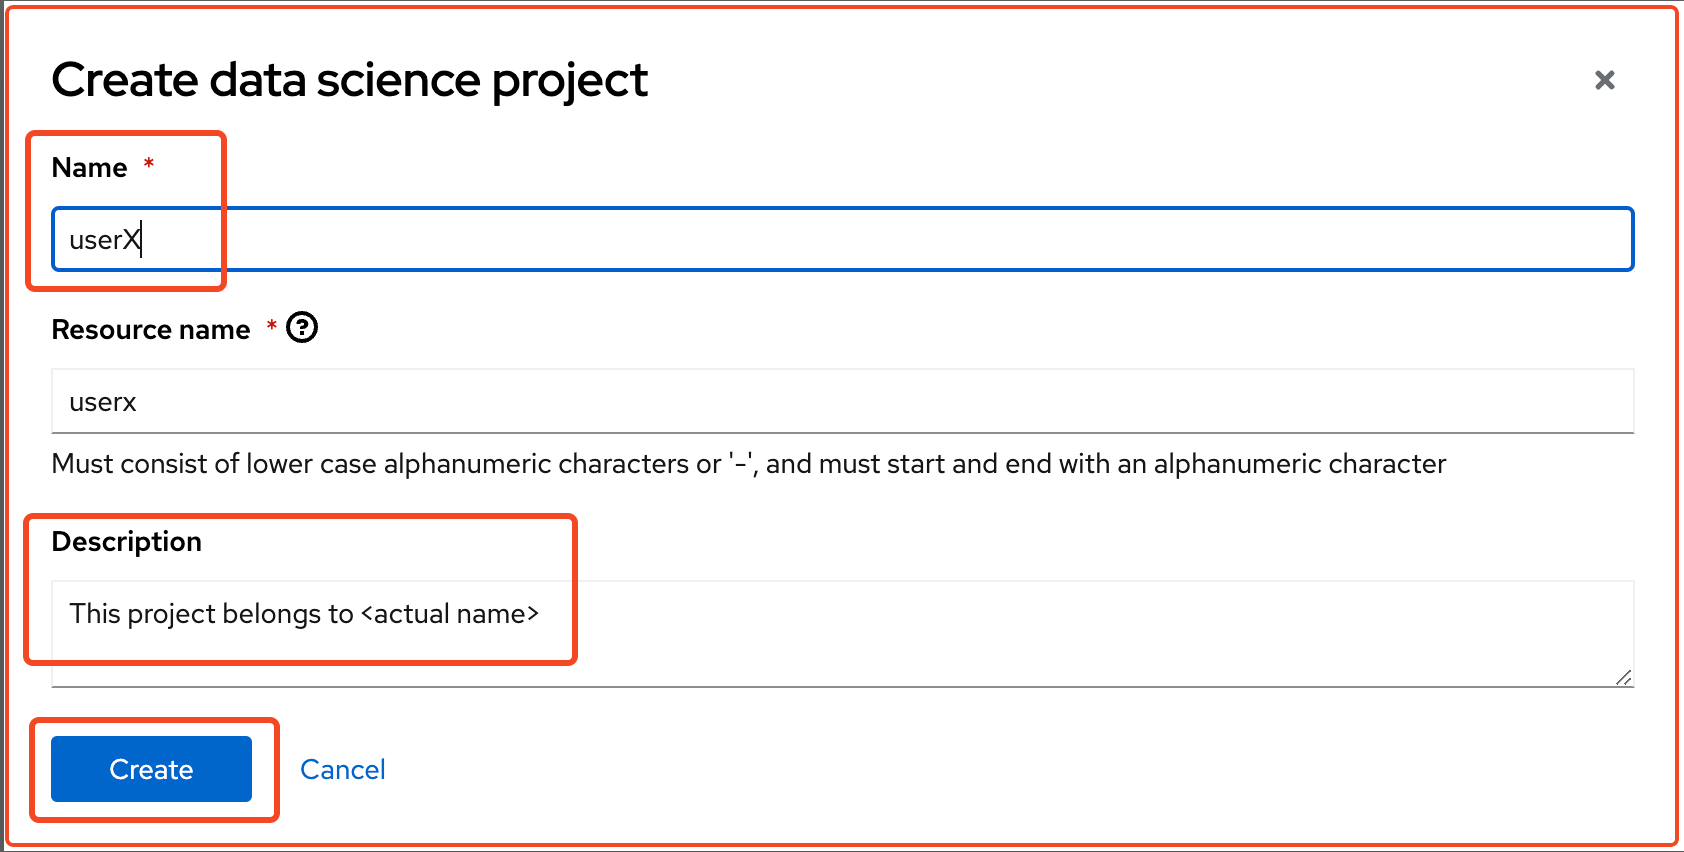 Create data science project
Name *
userX
Resource name * ?
userx
Must consist of lower case alphanumeric characters or '-', and must start and end with an alphanumeric character
Description
This project belongs to <actual name>
Create Cancel